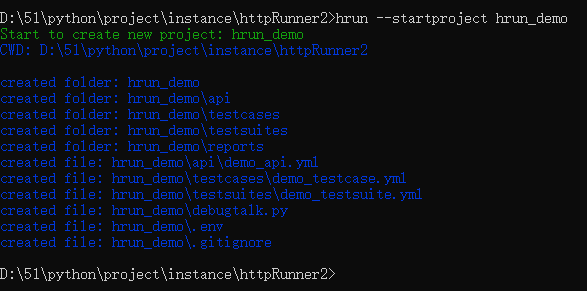 D:\51\python\project\instance\httpRunner2>hrun --startproject hrun_demo
Start to create new project: hrun_demo
CWD: D:\51\python\project\instance\httpRunner2
created folder: hrun_demo
created folder: hrun_demo\api
created folder: hrun_demo\testcases
created folder: hrun_demo\testsuites
created folder: hrun_demo\reports
created file: hrun_demo\api\demo_api.yml
created file: hrun_demo\testcases\demo_testcase.yml
created file: hrun_demo\testsuites\demo_testsuite.yml
created file: hrun_demo\debugtalk.py
created file: hrun_demo\.env
created file: hrun_demo\.gitignore
D:\51\python\project\instance\httpRunner2>